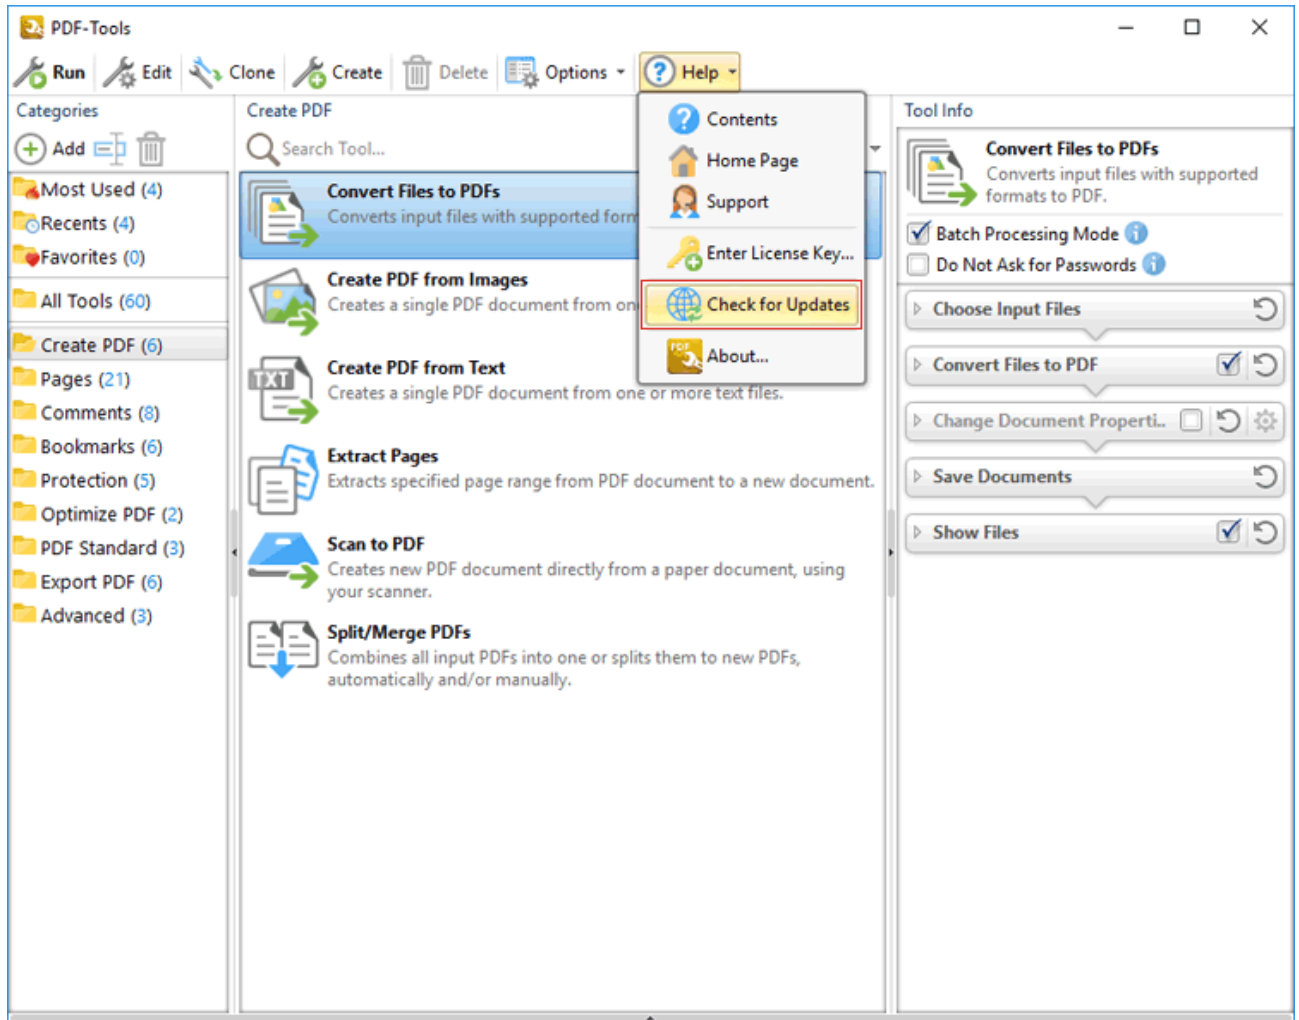 PDF-Tools
Run Edit Clone Create Delete Options Help
Categories
Add
Most Used (4)
Recents (4)
Favorites (0)
All Tools (60)
Create PDF (6)
Pages (21)
Comments (8)
Bookmarks (6)
Protection (5)
Optimize PDF (2)
PDF Standard (3)
Export PDF (6)
Advanced (3)
Create PDF
Search Tool...
Convert Files to PDFs
Converts input files with supported form
Create PDF from Images
Creates a single PDF document from on
TXT
Create PDF from Text
Creates a single PDF document from one or more text files.
Extract Pages
Extracts specified page range from PDF document to a new document.
Scan to PDF
Creates new PDF document directly from a paper document, using
your scanner.
Split/Merge PDFs
Combines all input PDFs into one or splits them to new PDFs,
automatically and/or manually.
Contents
Home Page
Support
Enter License Key...
Check for Updates
PDF
About...
Tool Info
Convert Files to PDFs
Converts input files with supported
formats to PDF.
Batch Processing Mode
Do Not Ask for Passwords
Choose Input Files
Convert Files to PDF
Change Document Properti..
Save Documents
Show Files